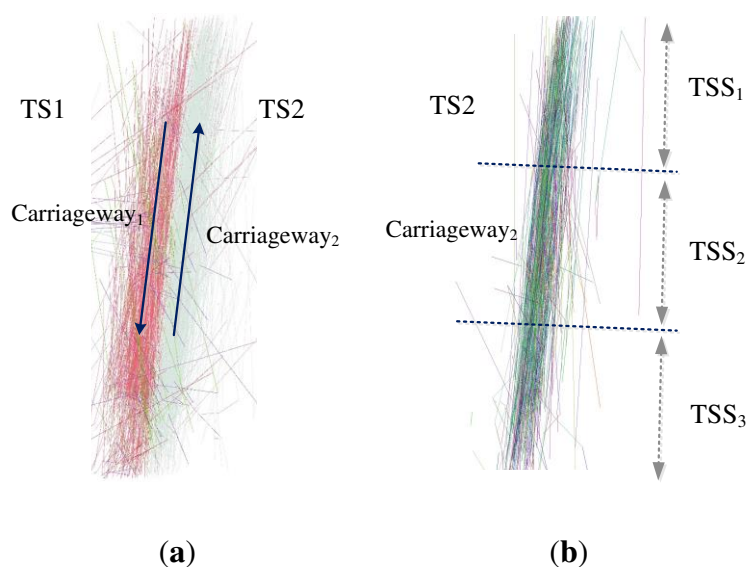 TS1
TS2
Carriageway₁
Carriageway₂
(a)
TS2
Carriageway₂
TSS₁
TSS₂
TSS₃
(b)